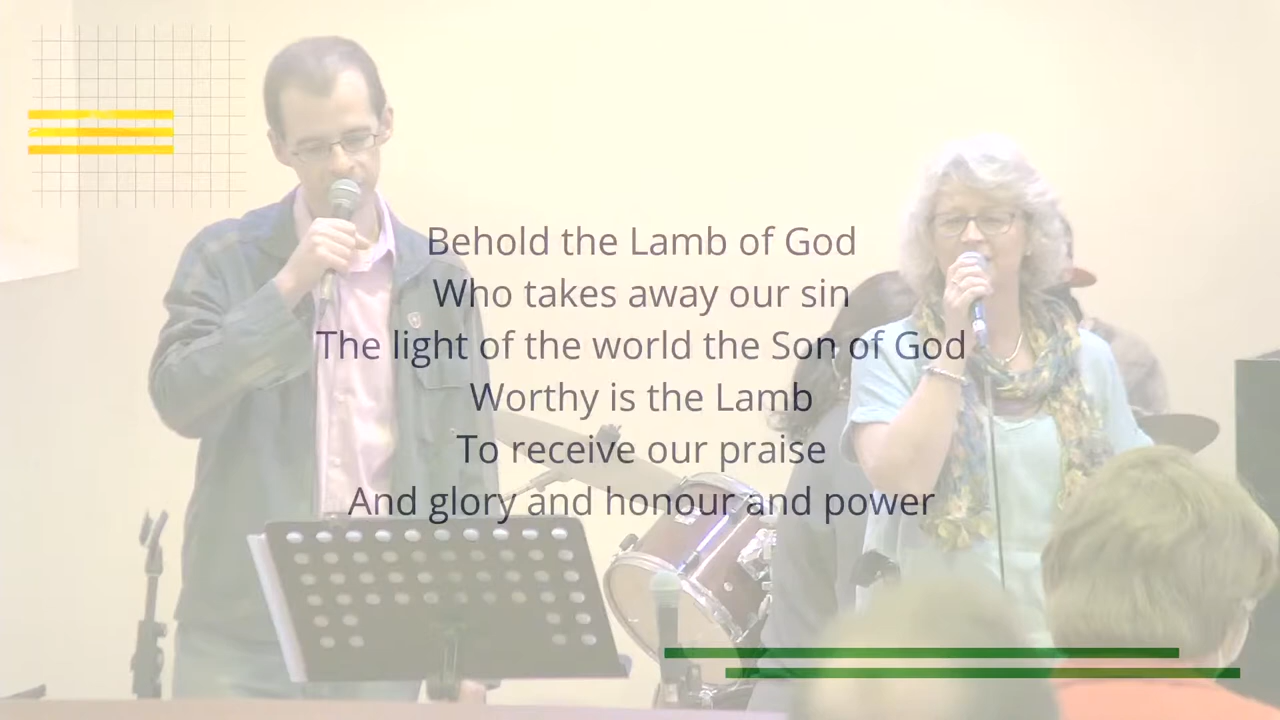 Behold the Lamb of God
Who takes away our sin
The light of the world the Son of God
Worthy is the Lamb
To receive our praise
And glory and honour and power